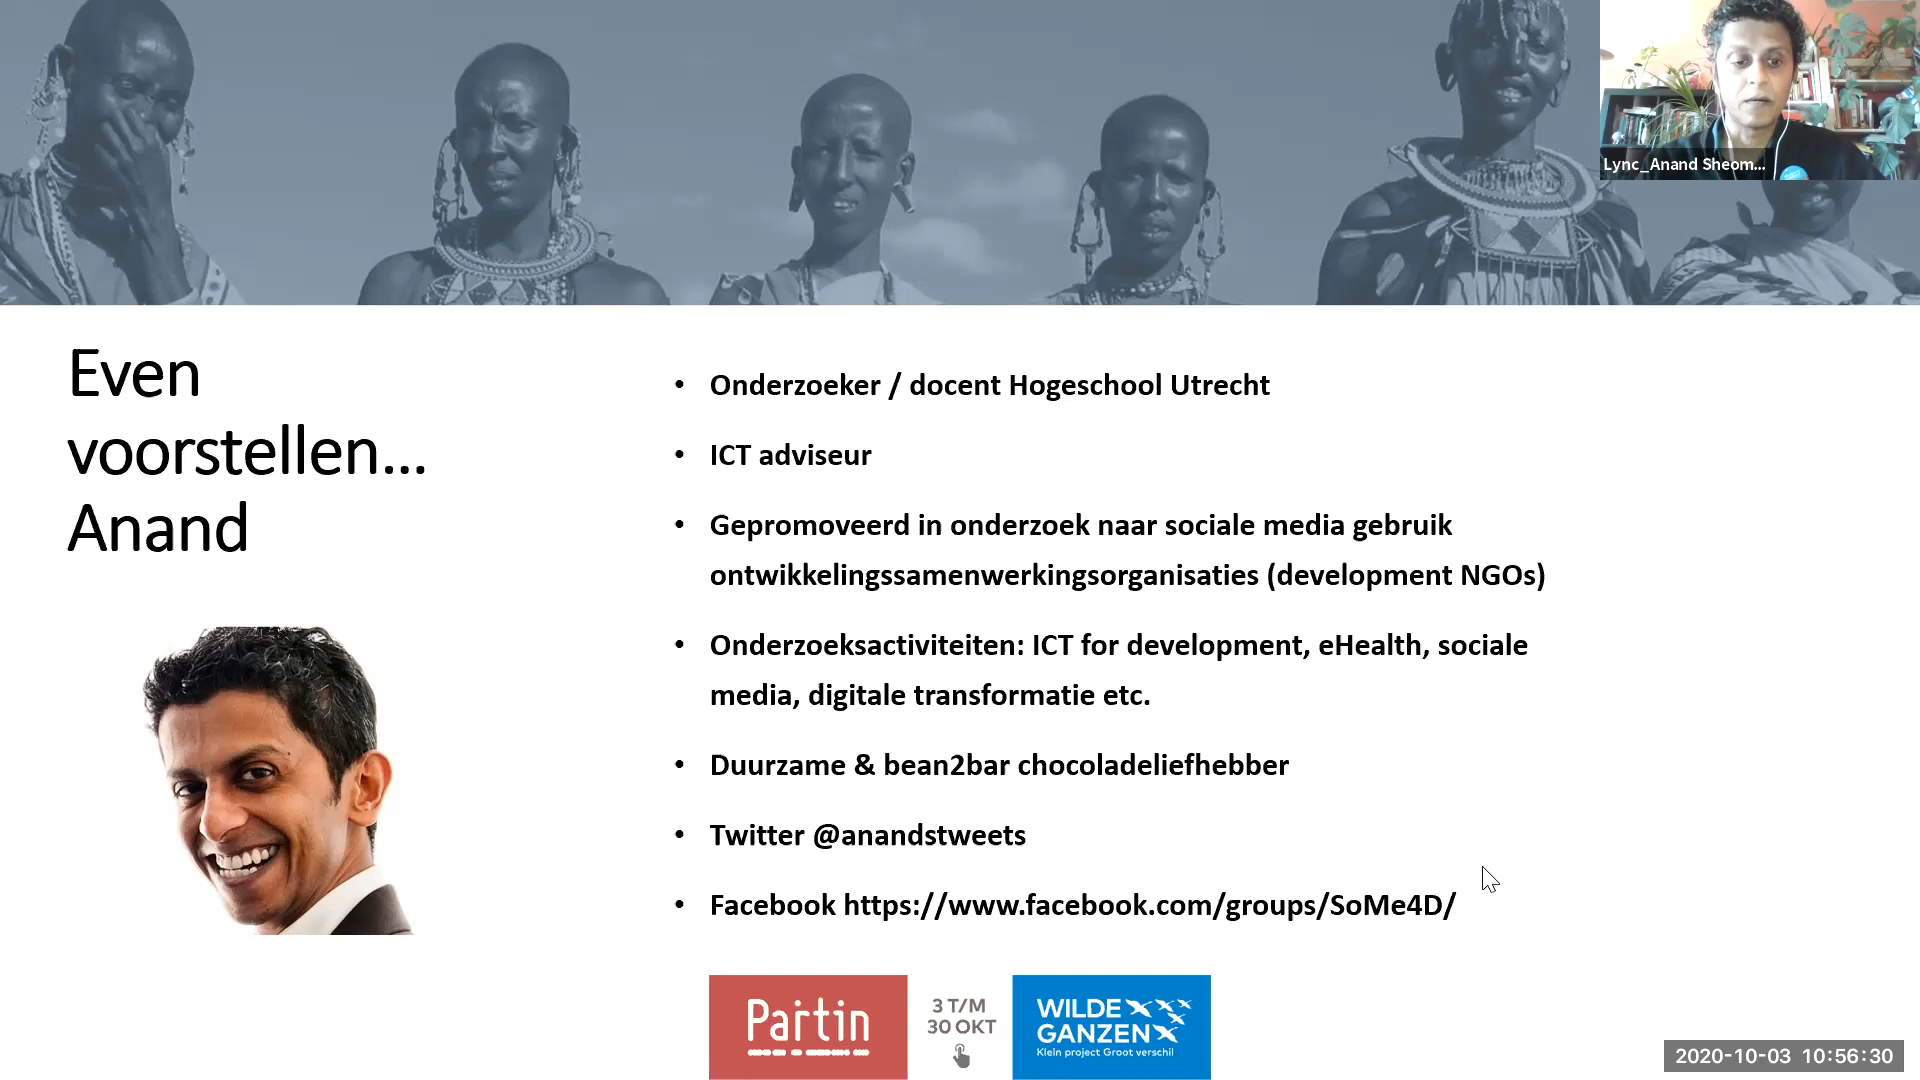 Lync_Anand Sheom...
Even
voorstellen...
Anand
• Onderzoeker / docent Hogeschool Utrecht
• ICT adviseur
• Gepromoveerd in onderzoek naar sociale media gebruik
ontwikkelingssamenwerkingsorganisaties (development NGOs)
• Onderzoeksactiviteiten: ICT for development, eHealth, sociale
media, digitale transformatie etc.
• Duurzame & bean2bar chocoladeliefhebber
• Twitter @anandstweets
• Facebook https://www.facebook.com/groups/SoMe4D/
Partin
3 T/M
30 OKT
WILDE
GANZEN
Klein project Groot verschil
2020-10-03 10:56:30